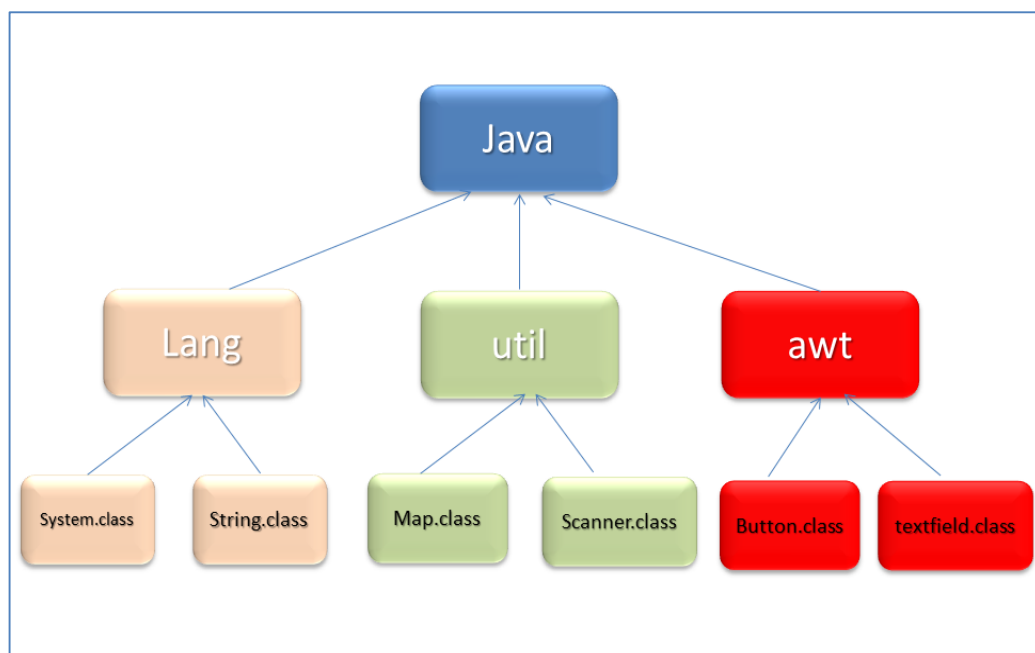 Java
Lang
util
awt
System.class
String.class
Map.class
Scanner.class
Button.class
textfield.class